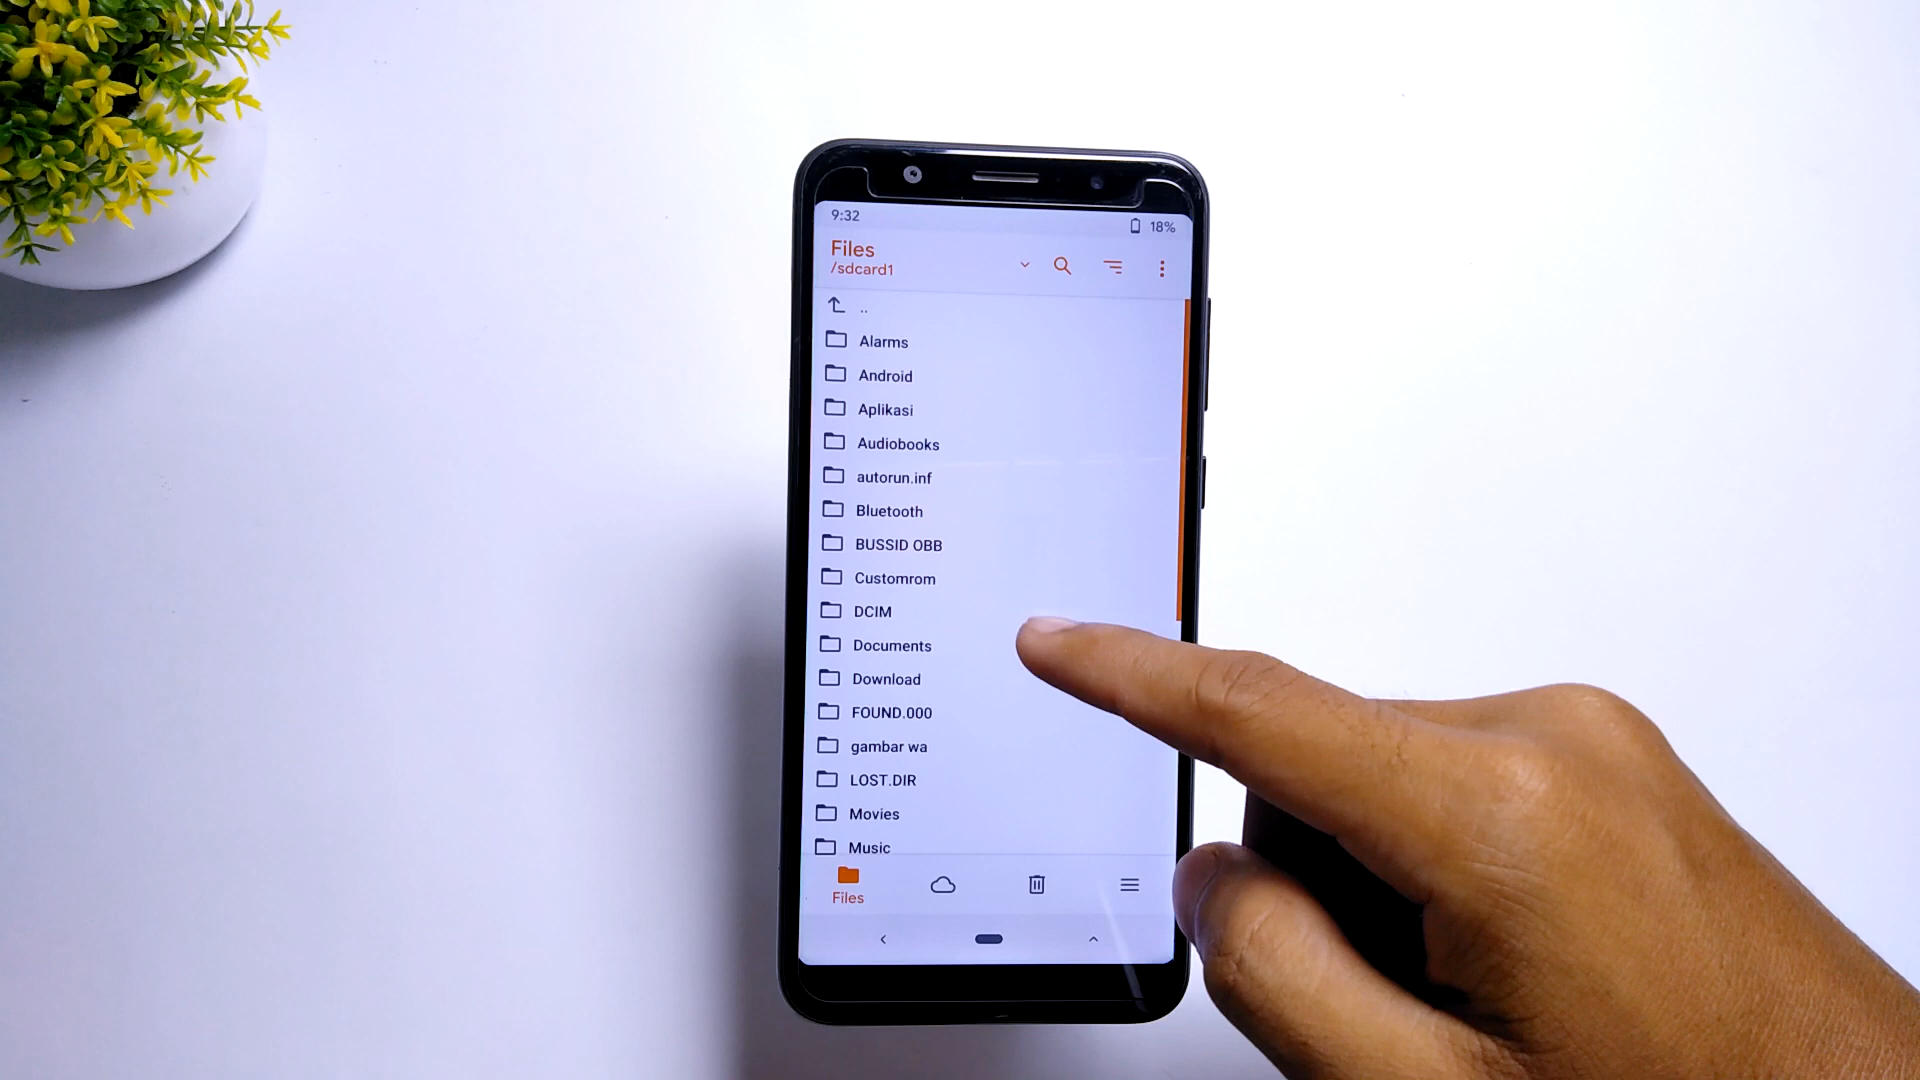 9:32
18%
Files
/sdcard1
..
Alarms
Android
Aplikasi
Audiobooks
autorun.inf
Bluetooth
BUSSID OBB
Customrom
DCIM
Documents
Download
FOUND.000
gambar wa
LOST.DIR
Movies
Music
Files